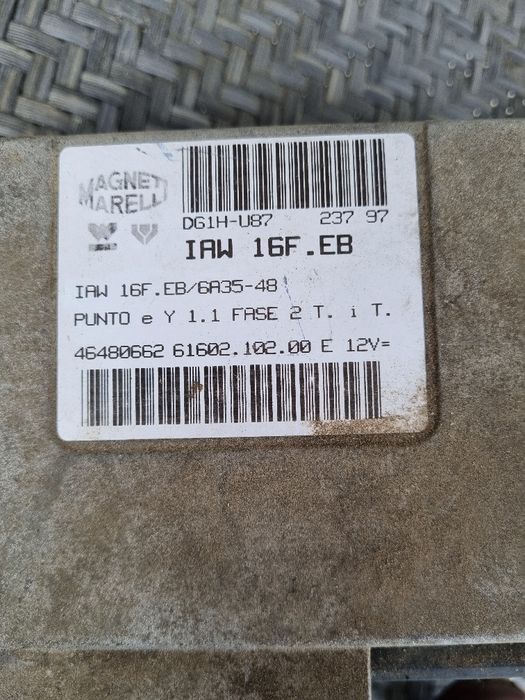 MAGNETI
MARELLI
DG1H-U87 237 97
IAW 16F.EB
IAW 16F.EB/6A35-48
PUNTO e Y 1.1 FASE 2 T. i T.
46480662 61602.102.00 E 12V=